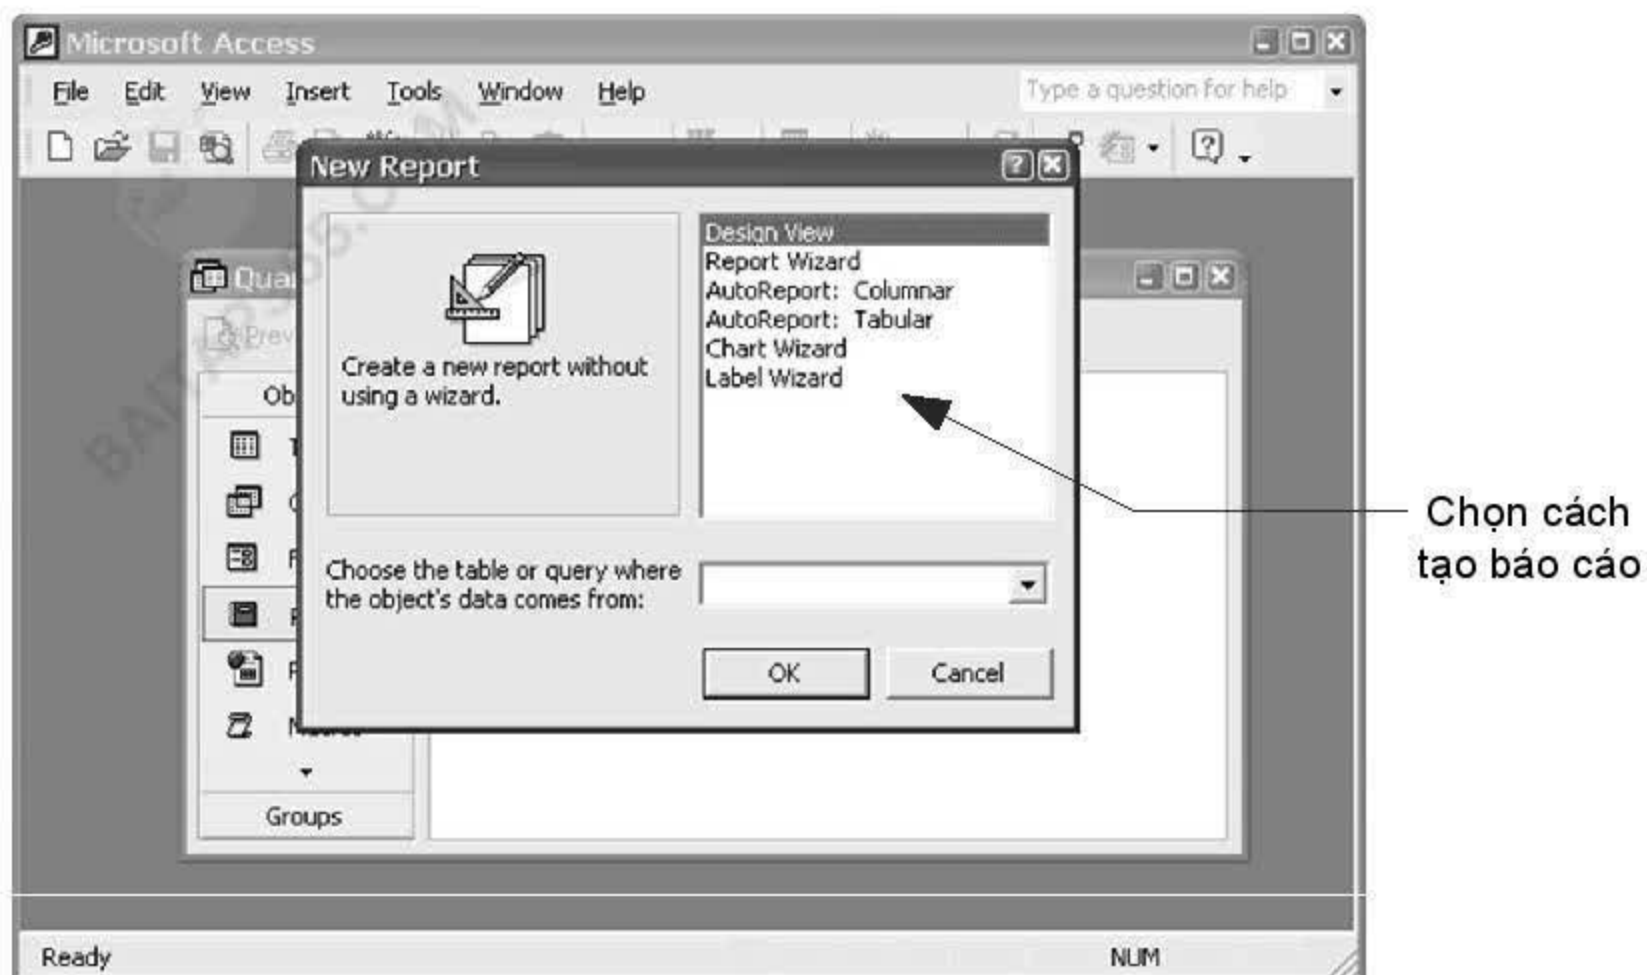 Microsoft Access
File Edit View Insert Tools Window Help
Type a question for help
New Report
Design View
Report Wizard
AutoReport: Columnar
AutoReport: Tabular
Chart Wizard
Label Wizard
Create a new report without
using a wizard.
Choose the table or query where
the object's data comes from:
OK Cancel
Groups
Ready NUM
Chọn cách
tạo báo cáo